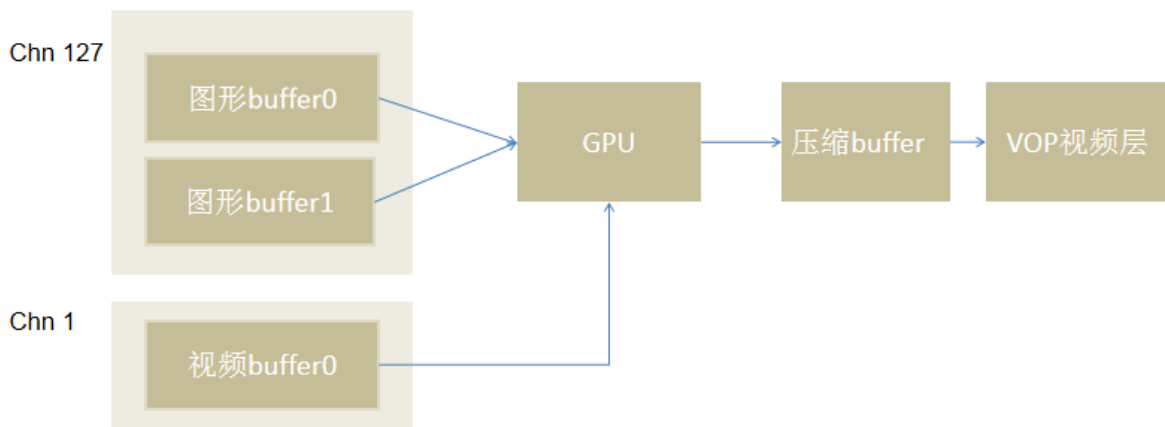 Chn 127
图形buffer0
图形buffer1
GPU
压缩buffer
VOP视频层
Chn 1
视频buffer0